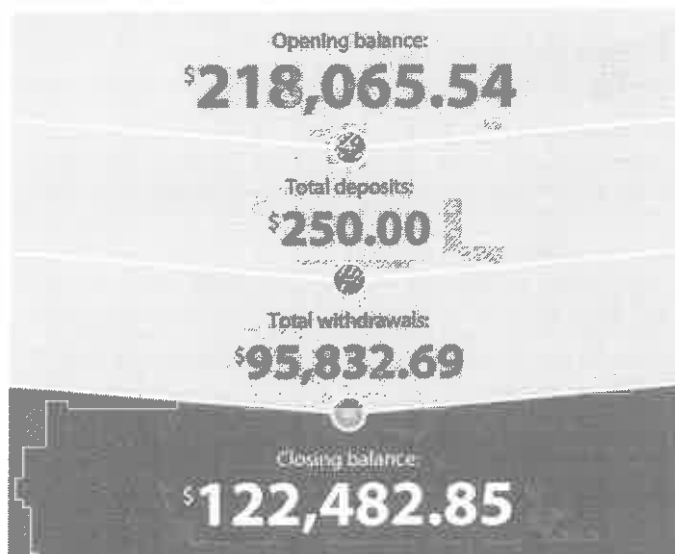 Opening balance:
$218,065.54
Total deposits:
$250.00
Total withdrawals:
$95,832.69
Closing balance:
$122,482.85